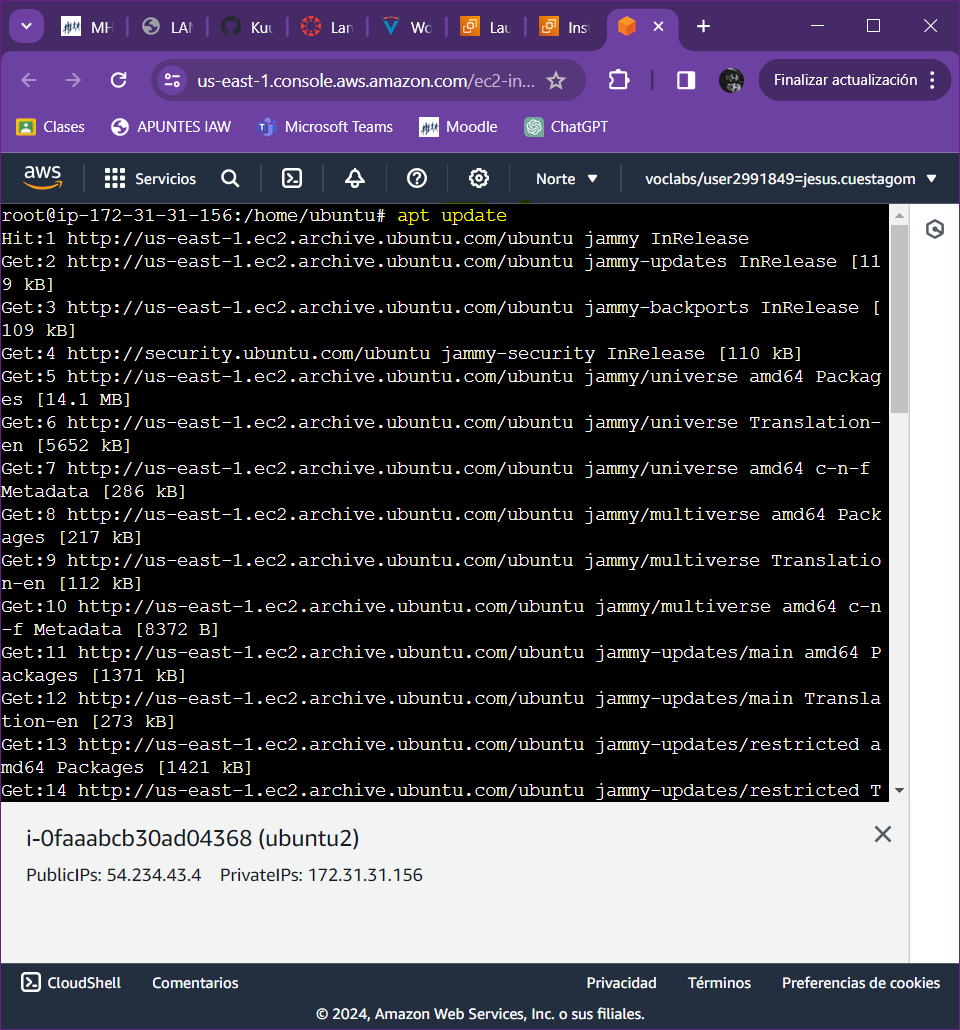 MH
LAN
Ku
Lan
Wo
Lau
Inst
us-east-1.console.aws.amazon.com/ec2-in...
Finalizar actualización
Clases
APUNTES IAW
Microsoft Teams
Moodle
ChatGPT
aws
Servicios
Norte
voclabs/user2991849=jesus.cuestagom
root@ip-172-31-31-156:/home/ubuntu# apt update
Hit:1 http://us-east-1.ec2.archive.ubuntu.com/ubuntu jammy InRelease
Get:2 http://us-east-1.ec2.archive.ubuntu.com/ubuntu jammy-updates InRelease [11
9 kB]
Get:3 http://us-east-1.ec2.archive.ubuntu.com/ubuntu jammy-backports InRelease [
109 kB]
Get:4 http://security.ubuntu.com/ubuntu jammy-security InRelease [110 kB]
Get:5 http://us-east-1.ec2.archive.ubuntu.com/ubuntu jammy/universe amd64 Packag
es [14.1 MB]
Get:6 http://us-east-1.ec2.archive.ubuntu.com/ubuntu jammy/universe Translation-
en [5652 kB]
Get:7 http://us-east-1.ec2.archive.ubuntu.com/ubuntu jammy/universe amd64 c-n-f
Metadata [286 kB]
Get:8 http://us-east-1.ec2.archive.ubuntu.com/ubuntu jammy/multiverse amd64 Pack
ages [217 kB]
Get:9 http://us-east-1.ec2.archive.ubuntu.com/ubuntu jammy/multiverse Translatio
n-en [112 kB]
Get:10 http://us-east-1.ec2.archive.ubuntu.com/ubuntu jammy/multiverse amd64 c-n
-f Metadata [8372 B]
Get:11 http://us-east-1.ec2.archive.ubuntu.com/ubuntu jammy-updates/main amd64 P
ackages [1371 kB]
Get:12 http://us-east-1.ec2.archive.ubuntu.com/ubuntu jammy-updates/main Transla
tion-en [273 kB]
Get:13 http://us-east-1.ec2.archive.ubuntu.com/ubuntu jammy-updates/restricted a
md64 Packages [1421 kB]
Get:14 http://us-east-1.ec2.archive.ubuntu.com/ubuntu jammy-updates/restricted T
i-0faaabcb30ad04368 (ubuntu2)
PublicIPs: 54.234.43.4 PrivateIPs: 172.31.31.156
CloudShell
Comentarios
Privacidad
Términos
Preferencias de cookies
© 2024, Amazon Web Services, Inc. o sus filiales.